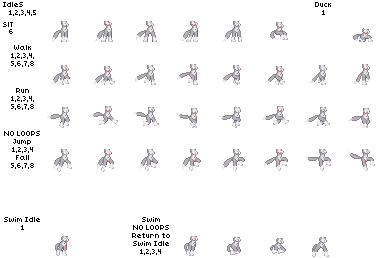 IdleS
1,2,3,4,5
Duck
1
SIT
6
Walk
1,2,3,4,
5,6,7,8
Run
1,2,3,4,
5,6,7,8
NO LOOPS
Jump
1,2,3,4
Fall
5,6,7,8
Swim Idle
1
Swim
NO LOOPS
Return to
Swim Idle
1,2,3,4